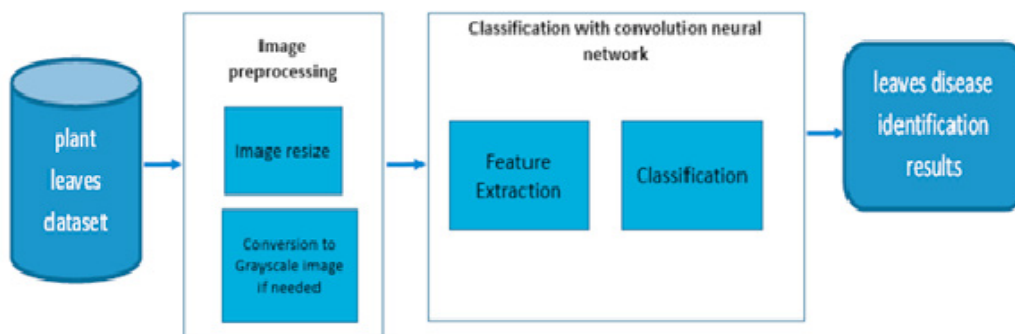 plant
leaves
dataset
Image
preprocessing
Image resize
Conversion to
Grayscale image
if needed
Classification with convolution neural
network
Feature
Extraction
Classification
leaves disease
identification
results